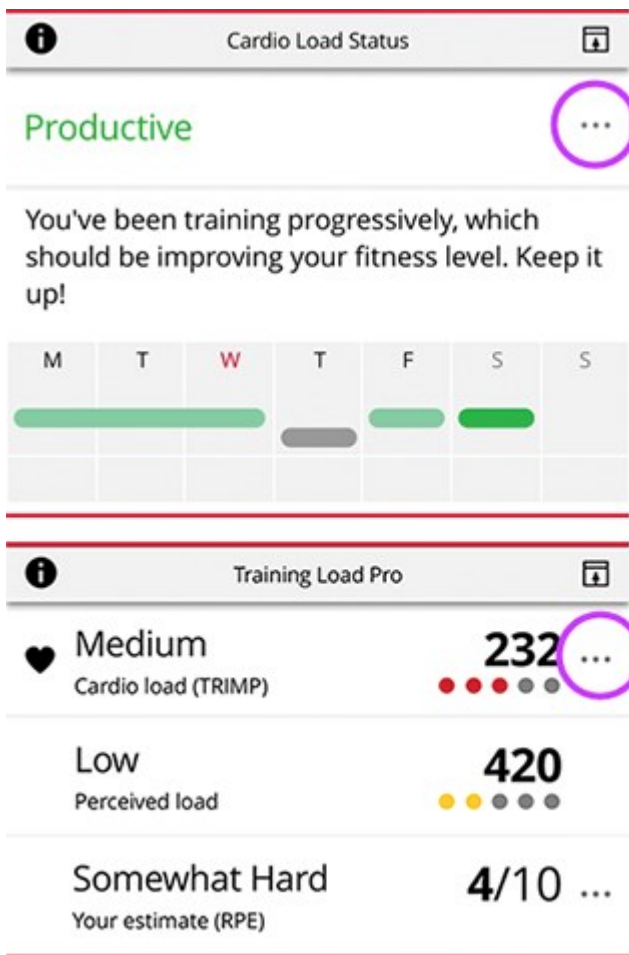 Cardio Load Status
Productive
...
You've been training progressively, which
should be improving your fitness level. Keep it
up!
M T W T F S S
Training Load Pro
Medium 232 ...
Cardio load (TRIMP)
Low 420
Perceived load
Somewhat Hard 4/10 ...
Your estimate (RPE)